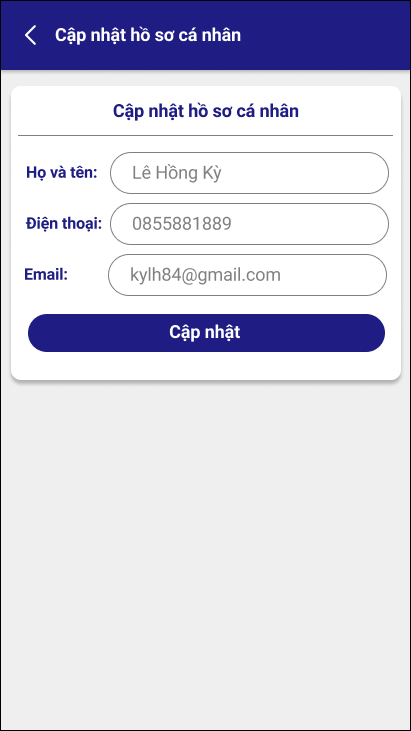 Cập nhật hồ sơ cá nhân
Cập nhật hồ sơ cá nhân
Họ và tên: Lê Hồng Kỳ
Điện thoại: 0855881889
Email: kylh84@gmail.com
Cập nhật